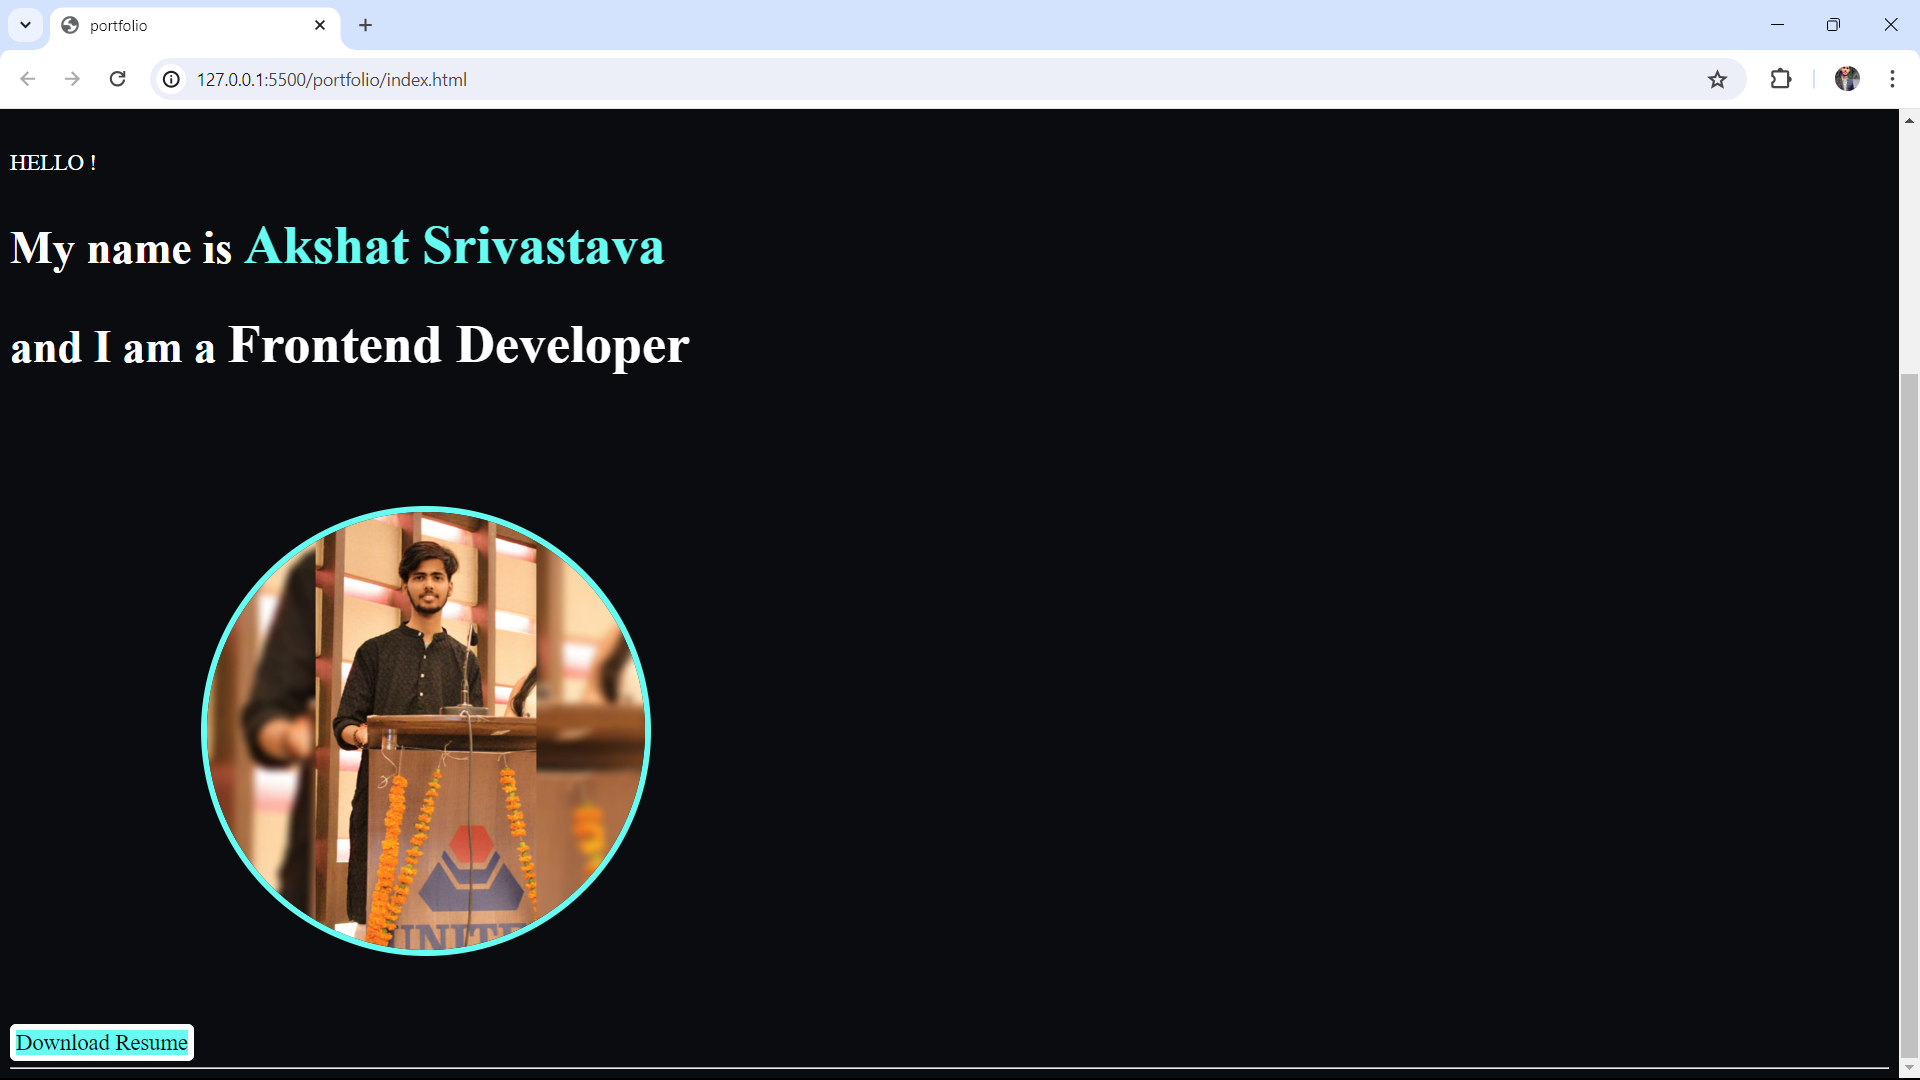 portfolio
127.0.0.1:5500/portfolio/index.html
HELLO !
My name is Akshat Srivastava
and I am a Frontend Developer
Download Resume